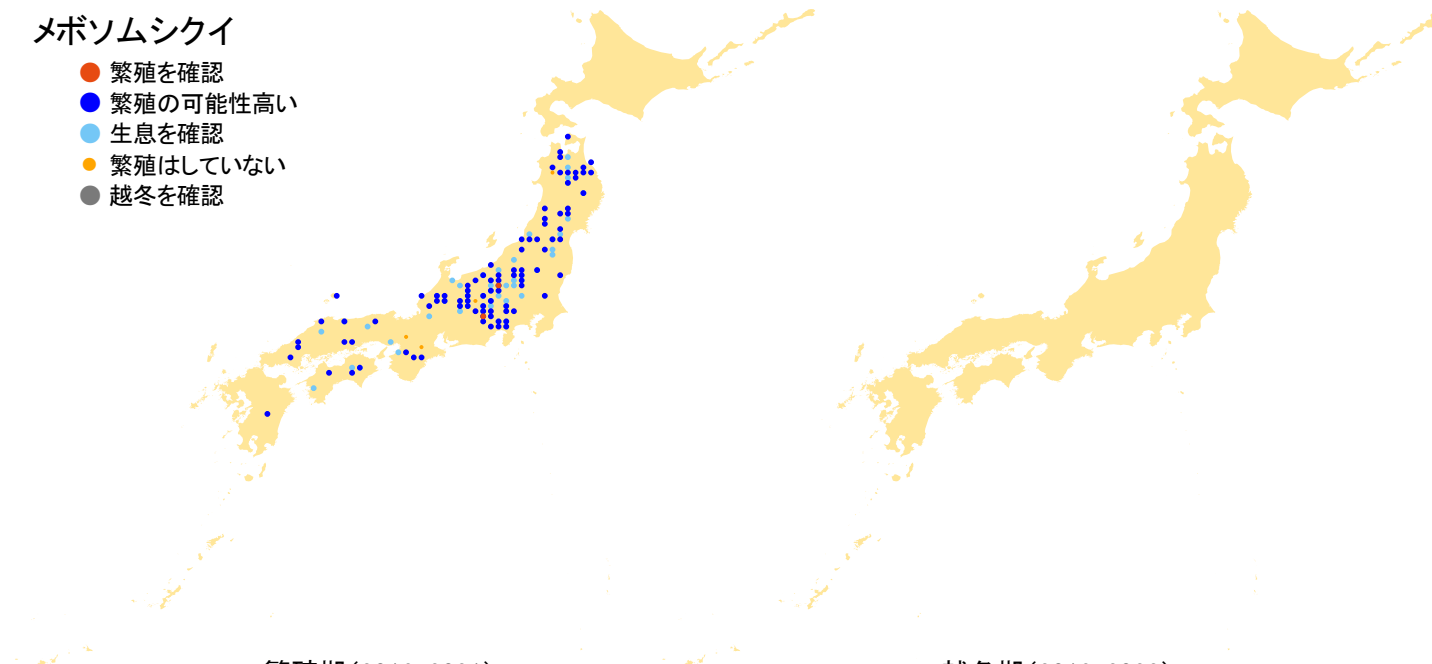 メボソムシクイ
繁殖を確認
繁殖の可能性高い
生息を確認
繁殖はしていない
越冬を確認